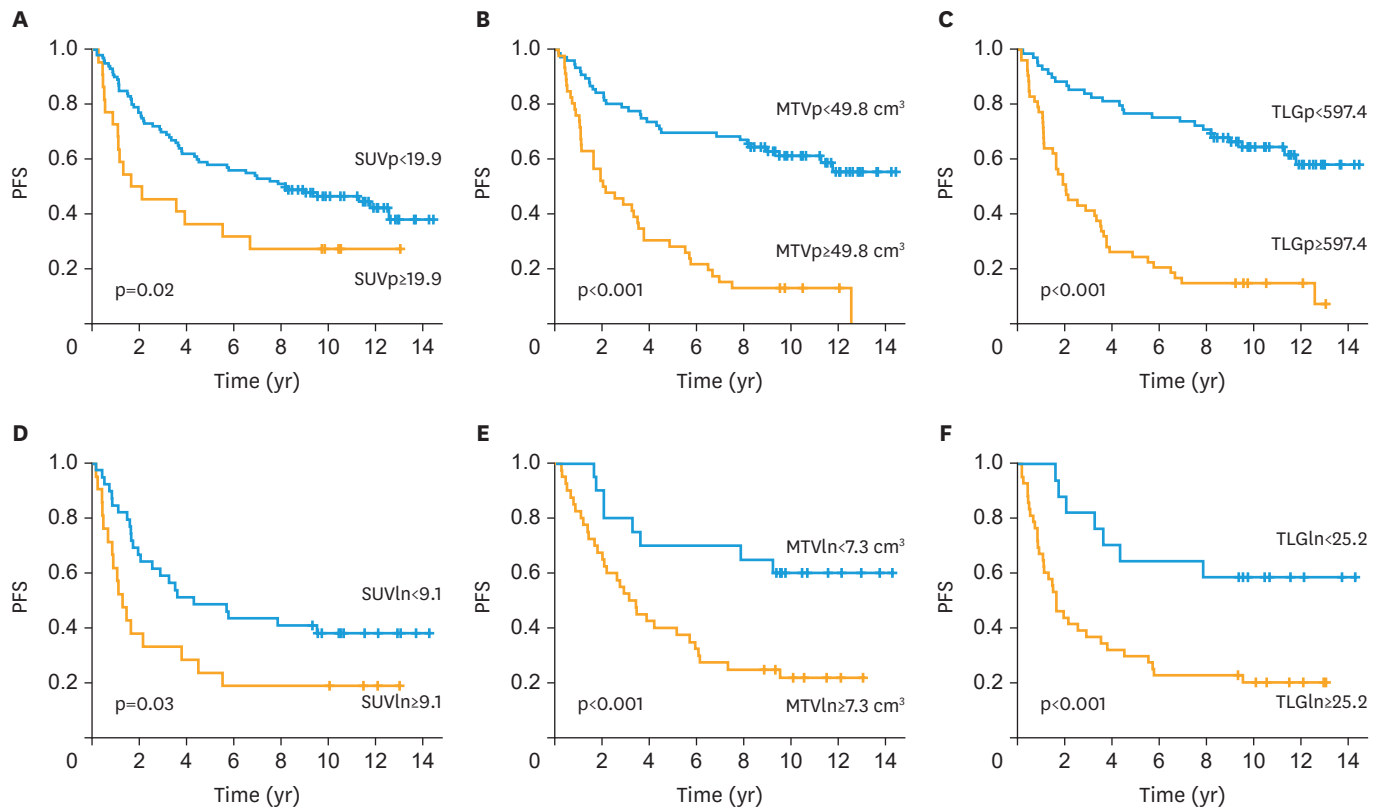 A
PFS
1.0
0.8
0.6
0.4
0.2
0
2
4
6
8
10
12
14
Time (yr)
SUVp<19.9
SUVp≥19.9
p=0.02
B
PFS
1.0
0.8
0.6
0.4
0.2
0
2
4
6
8
10
12
14
Time (yr)
MTVp<49.8 cm³
MTVp≥49.8 cm³
p<0.001
C
PFS
1.0
0.8
0.6
0.4
0.2
0
2
4
6
8
10
12
14
Time (yr)
TLGp<597.4
TLGp≥597.4
p<0.001
D
PFS
1.0
0.8
0.6
0.4
0.2
0
2
4
6
8
10
12
14
Time (yr)
SUVln<9.1
SUVln≥9.1
p=0.03
E
PFS
1.0
0.8
0.6
0.4
0.2
0
2
4
6
8
10
12
14
Time (yr)
MTVln<7.3 cm³
MTVln≥7.3 cm³
p<0.001
F
PFS
1.0
0.8
0.6
0.4
0.2
0
2
4
6
8
10
12
14
Time (yr)
TLGln<25.2
TLGln≥25.2
p<0.001